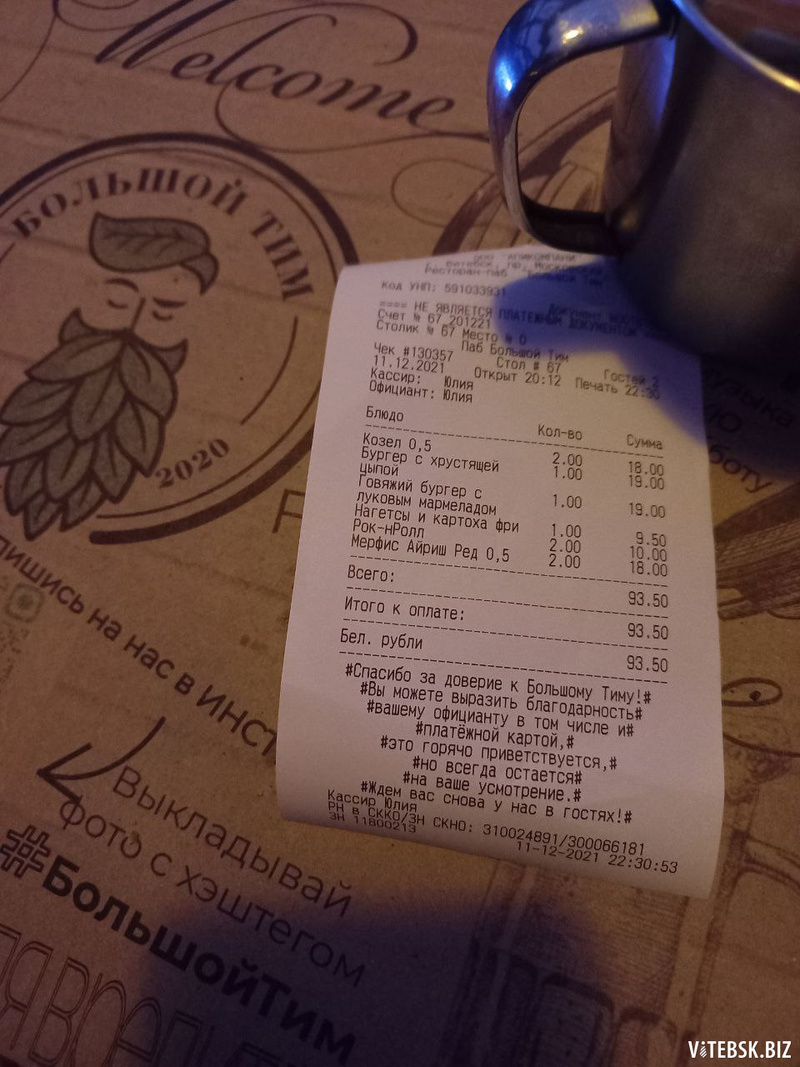 Welcome
БОЛЬШОЙ ТИМ
2020
код УНП: 591033931
==== НЕ ЯВЛЯЕТСЯ ПЛАТЕЖНЫМ ДОКУМЕНТОМ
Счет № 67_201221
Столик № 67 Место № 0
Паб Большой Тим
Чек #130357 Стол # 67 Гостей 2
11.12.2021 Открыт 20:12 Печать 22:30
Кассир: Юлия
Официант: Юлия
Блюдо Кол-во Сумма
Козел 0,5 2.00 18.00
Бургер с хрустящей 1.00 19.00
цыпой
Говяжий бургер с 1.00 19.00
луковым мармеладом
Нагетсы и картоха фри 1.00 9.50
Рок-нРолл 2.00 10.00
Мерфис Айриш Ред 0,5 2.00 18.00
Всего: 93.50
Итого к оплате: 93.50
Бел. рубли 93.50
#Спасибо за доверие к Большому Тиму!#
#Вы можете выразить благодарность#
#вашему официанту в том числе и#
#платёжной картой,#
#это горячо приветствуется,#
#но всегда остается#
#на ваше усмотрение.#
#Ждем вас снова у нас в гостях!#
Кассир Юлия
РН в СККО/ЗН СКНО: 310024891/300066181
ЗН 11800213
11-12-2021 22:30:53
на нас в ИНСТ
Выкладывай
фото с хэштегом
#БольшойТим
ViTEBSK.BIZ